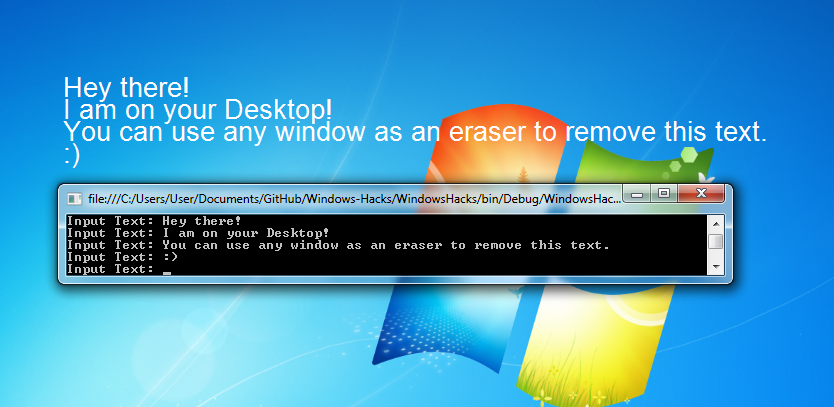 Hey there!
I am on your Desktop!
You can use any window as an eraser to remove this text.
:)
file:///C:/Users/User/Documents/GitHub/Windows-Hacks/WindowsHacks/bin/Debug/WindowsHac...
Input Text: Hey there!
Input Text: I am on your Desktop!
Input Text: You can use any window as an eraser to remove this text.
Input Text: :)
Input Text: _